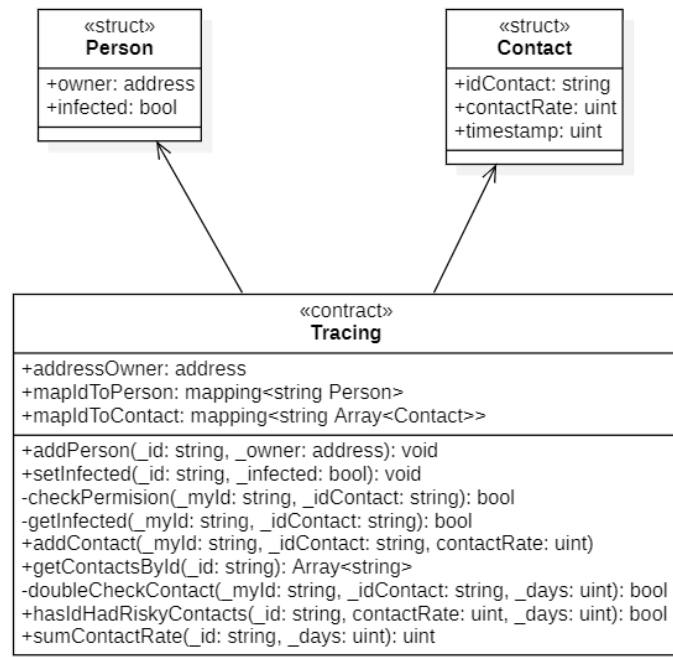 «struct»
Person
+owner: address
+infected: bool
«struct»
Contact
+idContact: string
+contactRate: uint
+timestamp: uint
«contract»
Tracing
+addressOwner: address
+mapIdToPerson: mapping<string Person>
+mapIdToContact: mapping<string Array<Contact>>
+addPerson(_id: string, _owner: address): void
+setInfected(_id: string, _infected: bool): void
-checkPermision(_myId: string, _idContact: string): bool
-getInfected(_myId: string, _idContact: string): bool
+addContact(_myId: string, _idContact: string, contactRate: uint)
+getContactsById(_id: string): Array<string>
-doubleCheckContact(_myId: string, _idContact: string, _days: uint): bool
+hasIdHadRiskyContacts(_id: string, contactRate: uint, _days: uint): bool
+sumContactRate(_id: string, _days: uint): uint